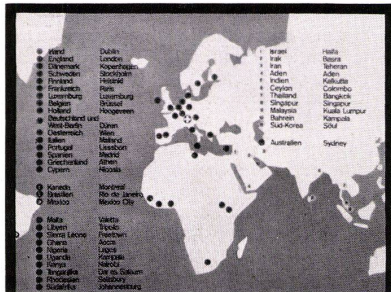 Irland Dublin
England London
Dänemark Kopenhagen
Schweden Stockholm
Finnland Helsinki
Frankreich Paris
Luxemburg Luxemburg
Belgien Brüssel
Holland Hoogeveen
Deutschland und
West-Berlin Düren
Oesterreich Wien
Italien Mailand
Portugal Lissabon
Spanien Madrid
Griechenland Athen
Cypern Nicosia
Kanada Montreal
Brasilien Rio de Janeiro
Mexico Mexico City
Malta Valetta
Libyen Tripolis
Sierra Leone Freetown
Ghana Accra
Nigeria Lagos
Uganda Kampala
Kenya Nairobi
Tanganjika Dar es Salaam
Rhodesien Salisbury
Südafrika Johannesburg
Israel Haifa
Irak Basra
Iran Teheran
Aden Aden
Indien Kalkutta
Ceylon Colombo
Thailand Bangkok
Singapur Singapur
Malaysia Kuala Lumpur
Bahrein Kampala
Süd-Korea Söul
Australien Sydney